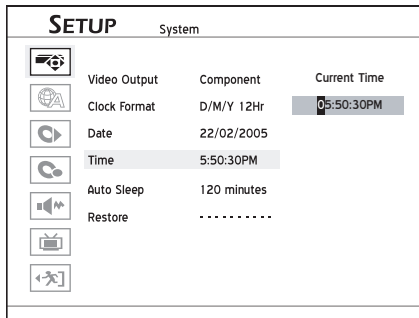 SETUP System
Video Output Component Current Time
Clock Format D/M/Y 12Hr 05:50:30PM
Date 22/02/2005
Time 5:50:30PM
Auto Sleep 120 minutes
Restore ----------
A